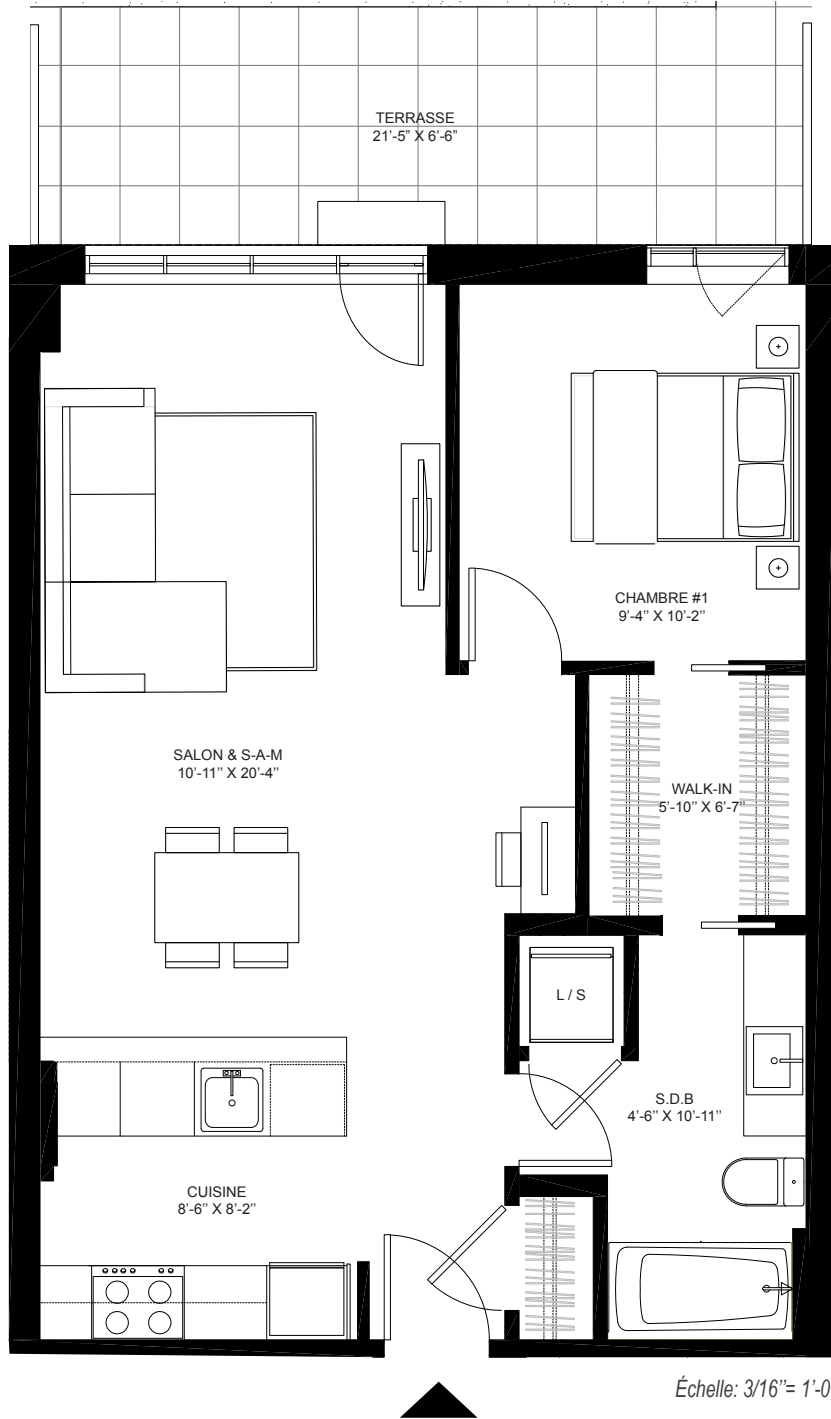 TERRASSE
21'-5" X 6'-6"
CHAMBRE #1
9'-4" X 10'-2"
SALON & S-A-M
10'-11" X 20'-4"
WALK-IN
5'-10" X 6'-7"
L / S
S.D.B
4'-6" X 10'-11"
CUISINE
8'-6" X 8'-2"
Échelle: 3/16"= 1'-0